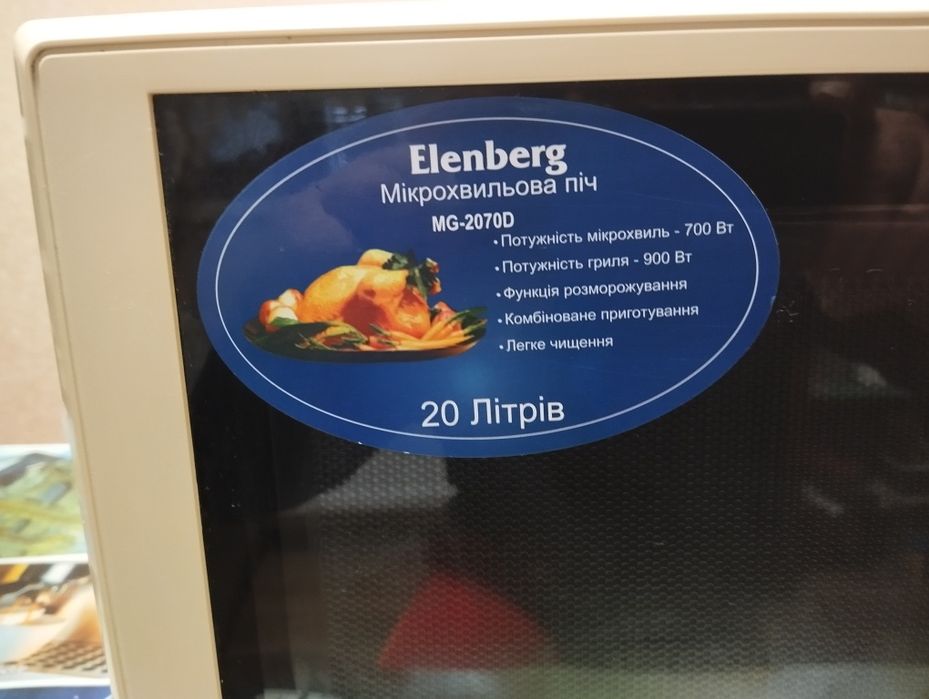 Elenberg
Мікрохвильова піч
MG-2070D
• Потужність мікрохвиль - 700 Вт
• Потужність гриля - 900 Вт
• Функція розморожування
• Комбіноване приготування
• Легке чищення
20 Літрів